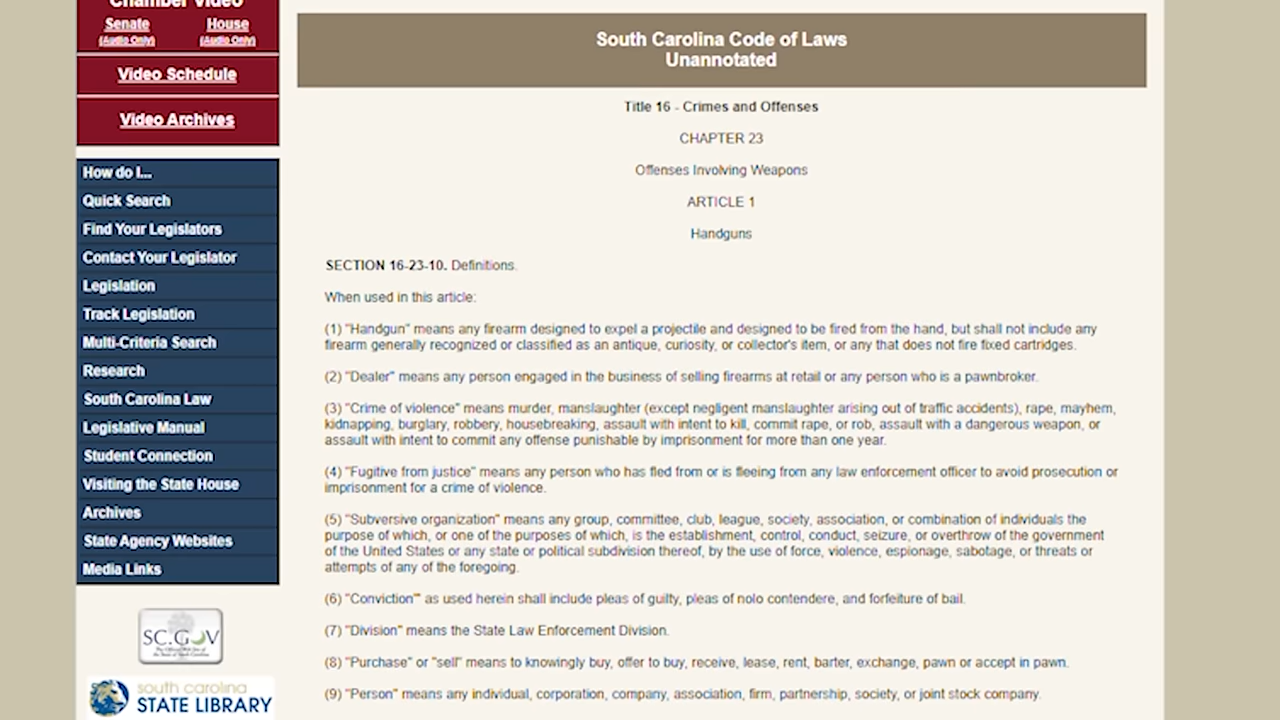 Chamber Video
Senate House
(Audio Only) (Audio Only)
Video Schedule
Video Archives
How do I...
Quick Search
Find Your Legislators
Contact Your Legislator
Legislation
Track Legislation
Multi-Criteria Search
Research
South Carolina Law
Legislative Manual
Student Connection
Visiting the State House
Archives
State Agency Websites
Media Links
SC.GOV
The Official Web Site of
the State of South Carolina
south carolina
STATE LIBRARY
South Carolina Code of Laws
Unannotated
Title 16 - Crimes and Offenses
CHAPTER 23
Offenses Involving Weapons
ARTICLE 1
Handguns
SECTION 16-23-10. Definitions.
When used in this article:
(1) "Handgun" means any firearm designed to expel a projectile and designed to be fired from the hand, but shall not include any
firearm generally recognized or classified as an antique, curiosity, or collector's item, or any that does not fire fixed cartridges.
(2) "Dealer" means any person engaged in the business of selling firearms at retail or any person who is a pawnbroker.
(3) "Crime of violence" means murder, manslaughter (except negligent manslaughter arising out of traffic accidents), rape, mayhem,
kidnapping, burglary, robbery, housebreaking, assault with intent to kill, commit rape, or rob, assault with a dangerous weapon, or
assault with intent to commit any offense punishable by imprisonment for more than one year.
(4) "Fugitive from justice" means any person who has fled from or is fleeing from any law enforcement officer to avoid prosecution or
imprisonment for a crime of violence.
(5) "Subversive organization" means any group, committee, club, league, society, association, or combination of individuals the
purpose of which, or one of the purposes of which, is the establishment, control, conduct, seizure, or overthrow of the government
of the United States or any state or political subdivision thereof, by the use of force, violence, espionage, sabotage, or threats or
attempts of any of the foregoing.
(6) "Conviction'" as used herein shall include pleas of guilty, pleas of nolo contendere, and forfeiture of bail.
(7) "Division" means the State Law Enforcement Division.
(8) "Purchase" or "sell" means to knowingly buy, offer to buy, receive, lease, rent, barter, exchange, pawn or accept in pawn.
(9) "Person" means any individual, corporation, company, association, firm, partnership, society, or joint stock company.